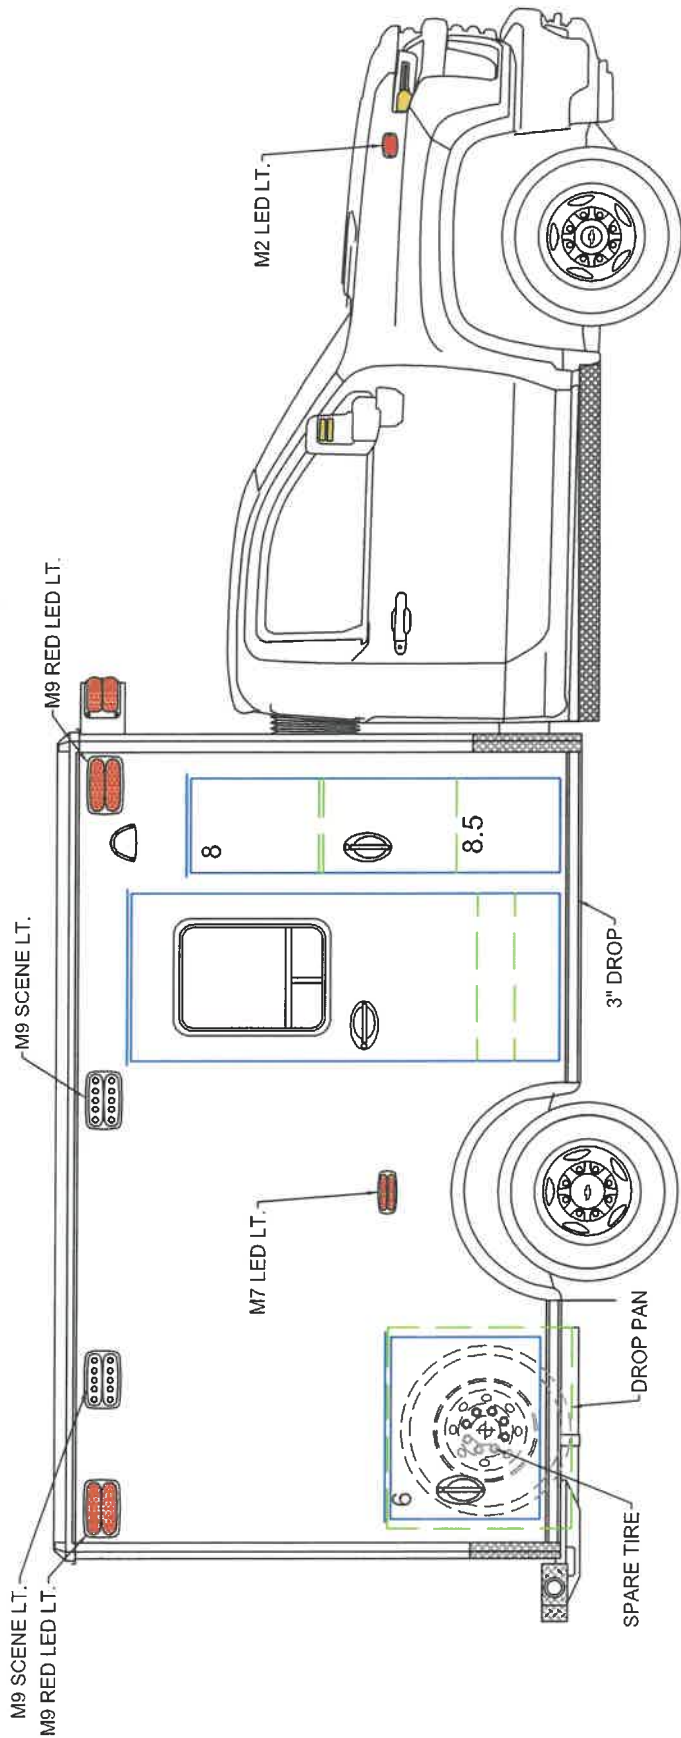 M9 SCENE LT.
M9 RED LED LT.
M9 SCENE LT.
M9 RED LED LT.
M2 LED LT.
M7 LED LT.
8
8.5
6
3" DROP
DROP PAN
SPARE TIRE